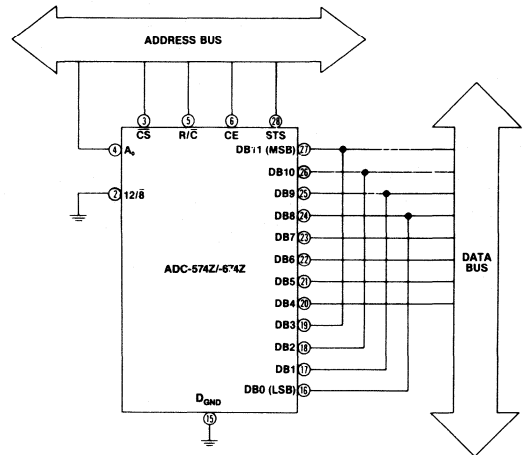 ADDRESS BUS
3 5 6 28
C̅S̅ R/C̅ CE STS
4 A₀
2 12/8̅
DB11 (MSB) 27
DB10 26
DB9 25
DB8 24
DB7 23
DB6 22
DB5 21
DB4 20
DB3 19
DB2 18
DB1 17
DB0 (LSB) 16
ADC-574Z/-674Z
DATA
BUS
D_GND
15